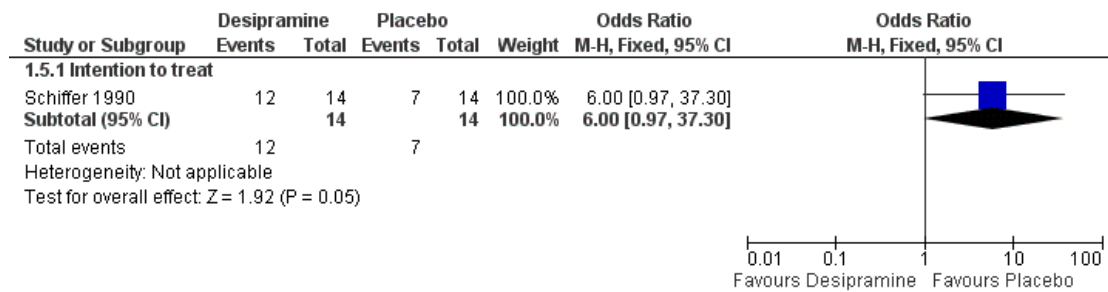 Desipramine Placebo Odds Ratio Odds Ratio
Study or Subgroup Events Total Events Total Weight M-H, Fixed, 95% CI M-H, Fixed, 95% CI
1.5.1 Intention to treat
Schiffer 1990 12 14 7 14 100.0% 6.00 [0.97, 37.30]
Subtotal (95% CI) 14 14 100.0% 6.00 [0.97, 37.30]
Total events 12 7
Heterogeneity: Not applicable
Test for overall effect: Z = 1.92 (P = 0.05)
0.01 0.1 1 10 100
Favours Desipramine Favours Placebo